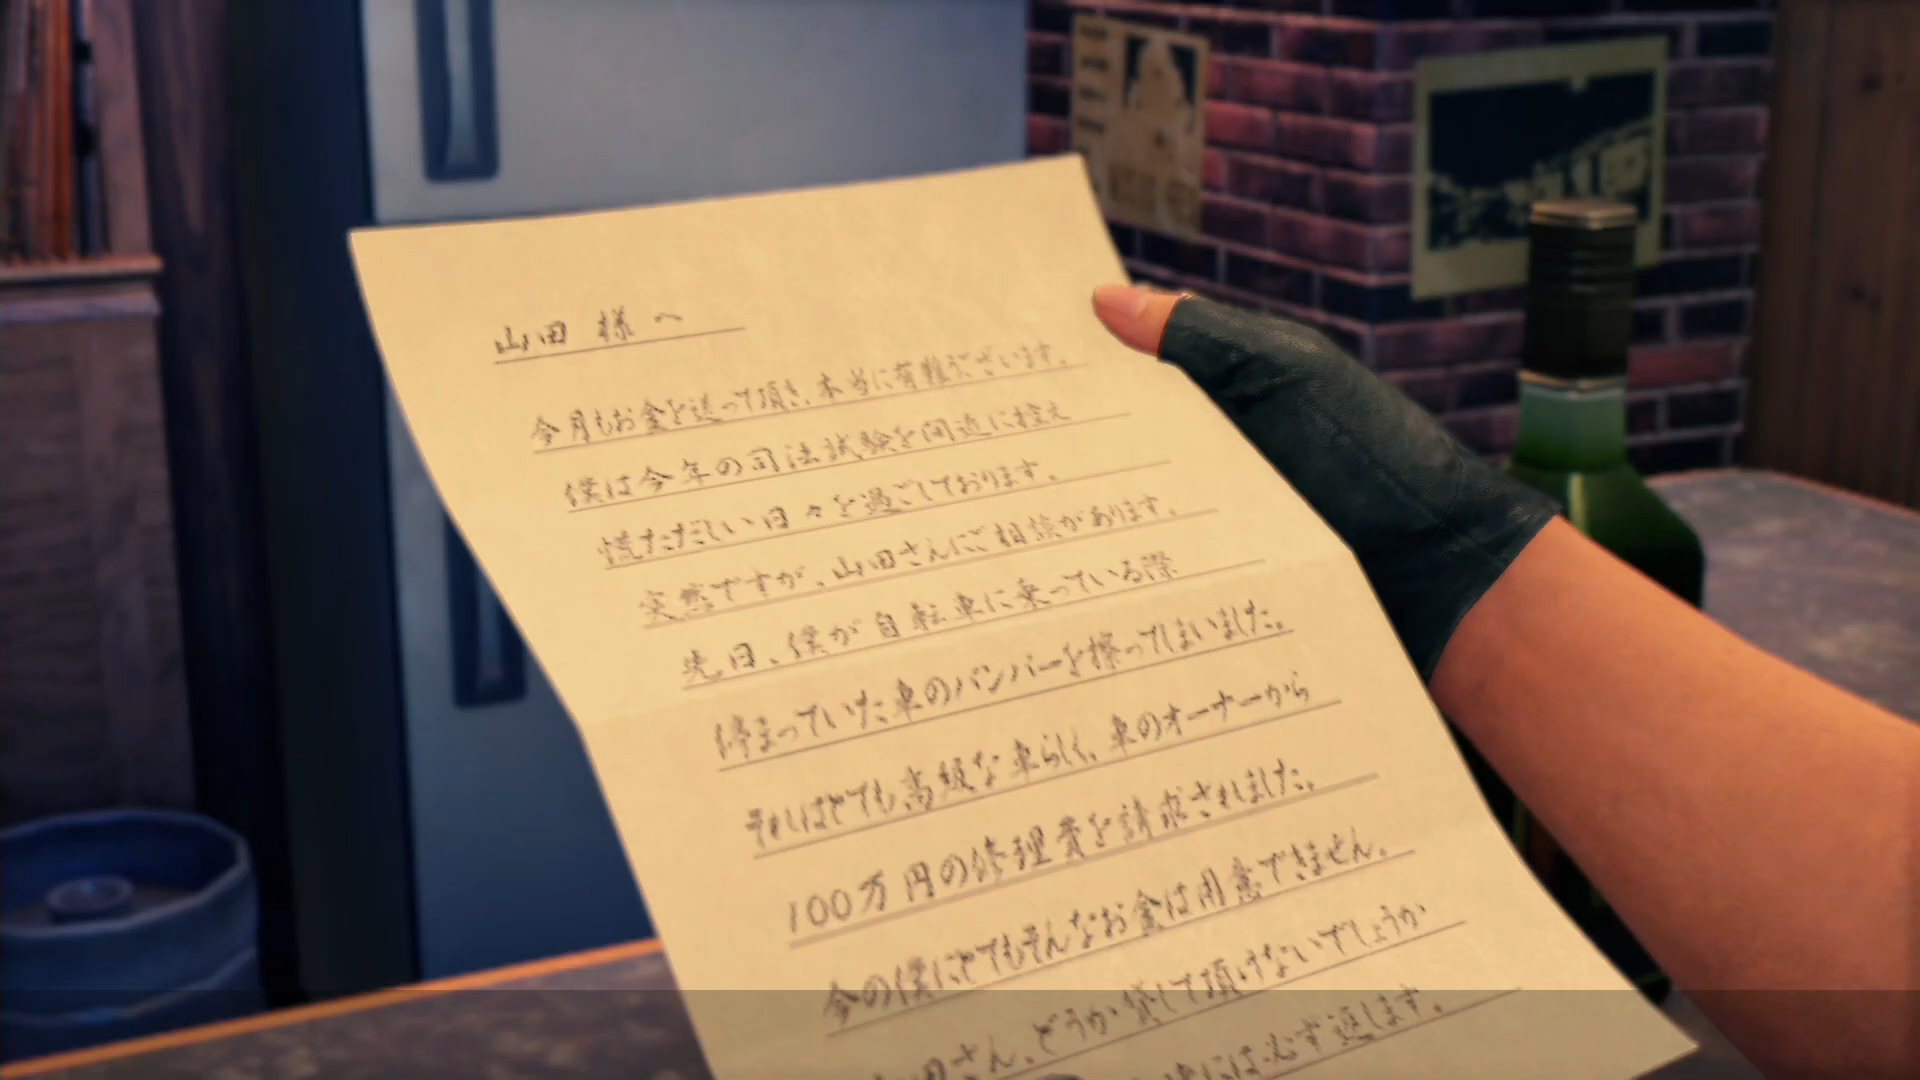 山田 様へ
今月もお金を送って頂き、本当に有難うございます。
僕は今年の司法試験を間近に控え
慌ただしい日々を過ごしております。
突然ですが、山田さんにご相談があります。
先日、僕が自転車に乗っている際
停まっていた車のバンパーを擦ってしまいました。
それはとても高級な車らしく、車のオーナーから
100万円の修理費を請求されました。
今の僕にとてもそんなお金は用意できません。
田さん、どうか貸して頂けないでしょうか
には必ず返します。